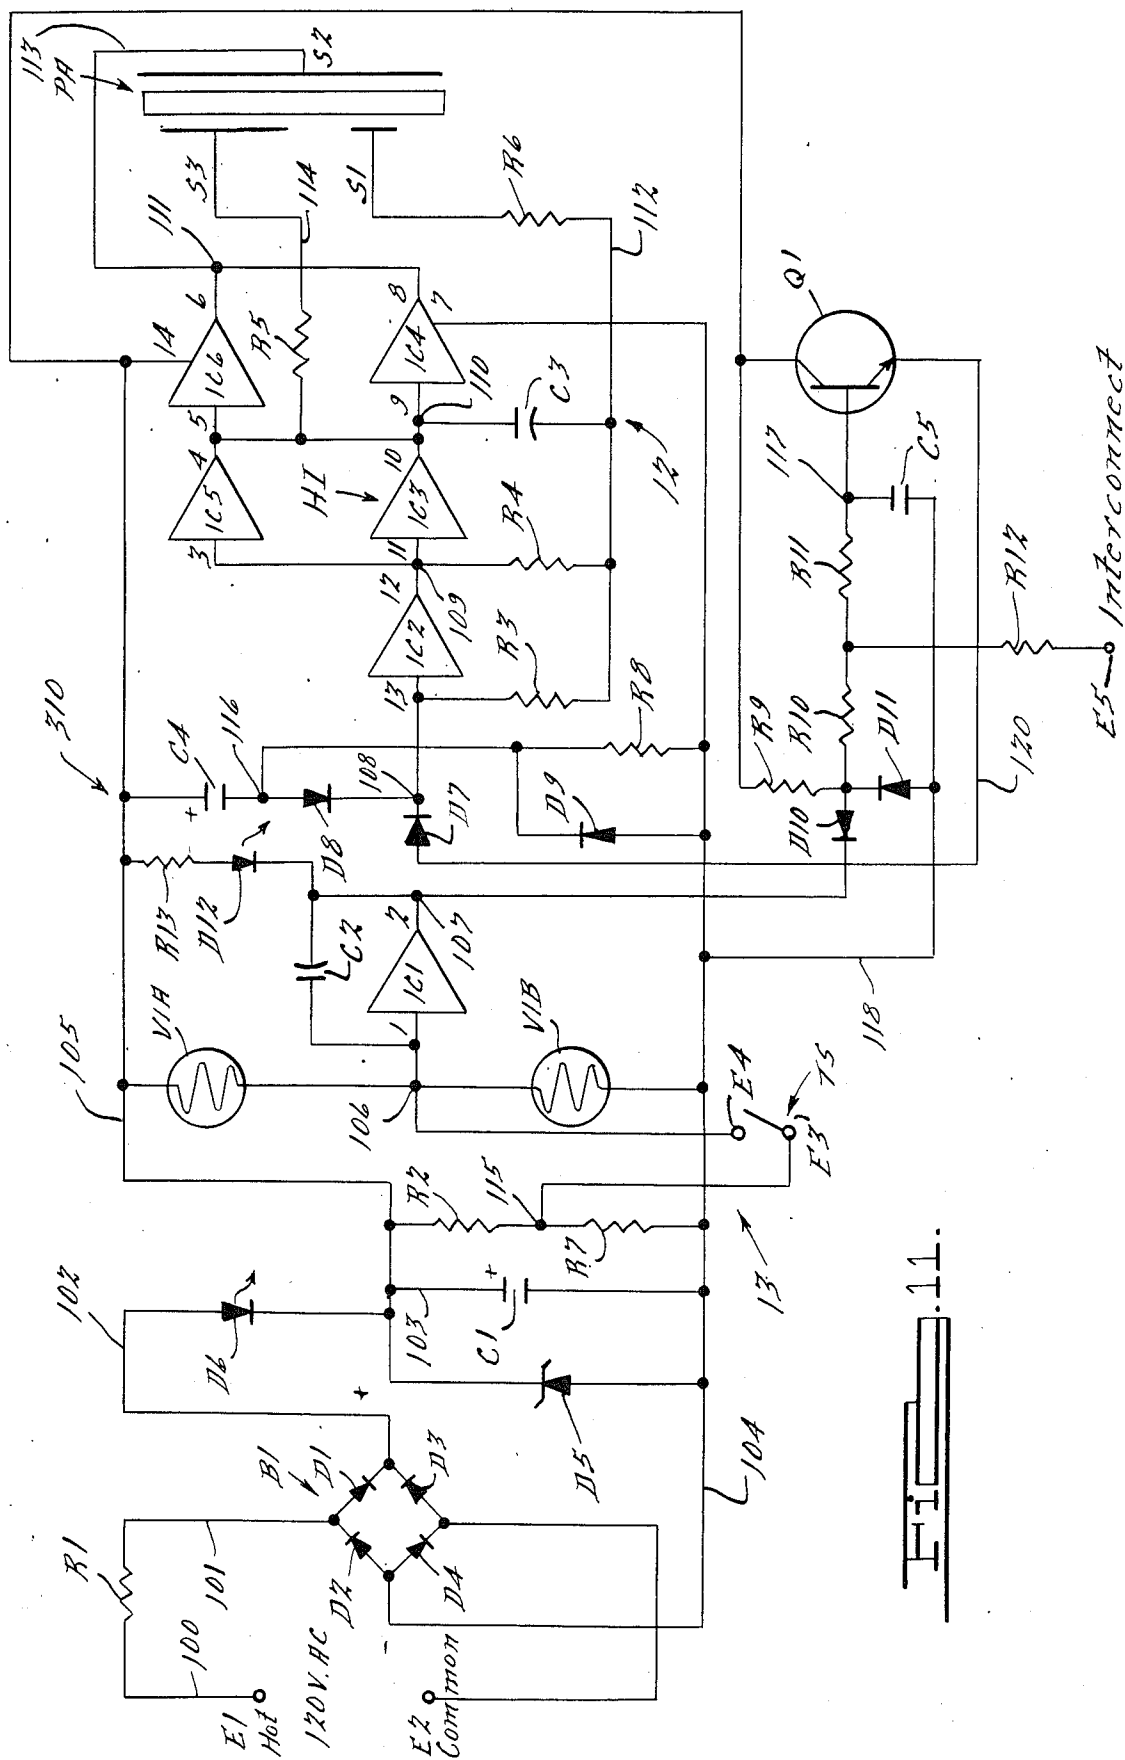 E1
Hot
120V.AC
E2
Common
100
R1
101
B1
D1
D2
D3
D4
102
D6
+
D5
103
+
C1
104
R2
115
R7
13
105
V1A
106
V1B
E4
E3
TS
R13
D12
C2
1
IC1
2
107
310
C4
+
116
D8
108
D7
D9
R8
118
13
IC2
12
109
R3
R4
3
IC5
4
11
IC3
10
HI
5
IC6
6
14
111
9
IC4
8
7
110
C3
12
R5
114
S3
S1
S2
PA
113
R6
112
Q1
117
C5
R11
R10
R9
D10
D11
120
R12
E5
Interconnect
Fig. 11.